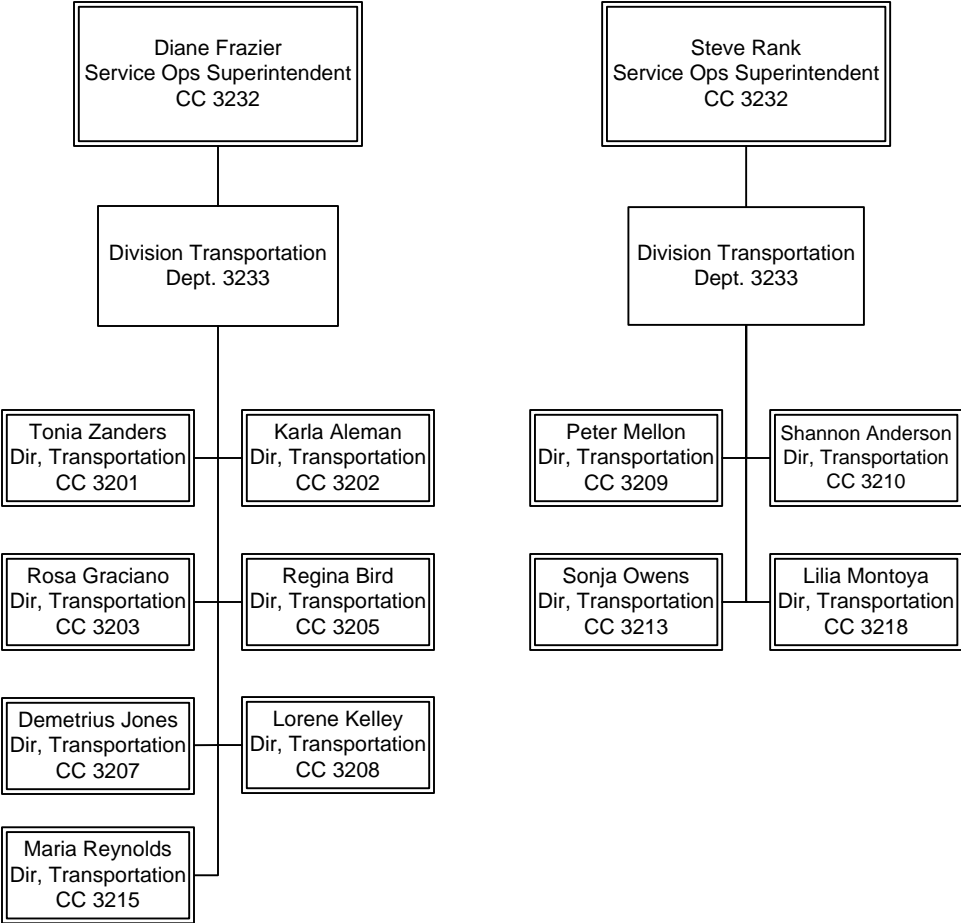 Diane Frazier
Service Ops Superintendent
CC 3232
Steve Rank
Service Ops Superintendent
CC 3232
Division Transportation
Dept. 3233
Division Transportation
Dept. 3233
Tonia Zanders
Dir, Transportation
CC 3201
Karla Aleman
Dir, Transportation
CC 3202
Peter Mellon
Dir, Transportation
CC 3209
Shannon Anderson
Dir, Transportation
CC 3210
Rosa Graciano
Dir, Transportation
CC 3203
Regina Bird
Dir, Transportation
CC 3205
Sonja Owens
Dir, Transportation
CC 3213
Lilia Montoya
Dir, Transportation
CC 3218
Demetrius Jones
Dir, Transportation
CC 3207
Lorene Kelley
Dir, Transportation
CC 3208
Maria Reynolds
Dir, Transportation
CC 3215